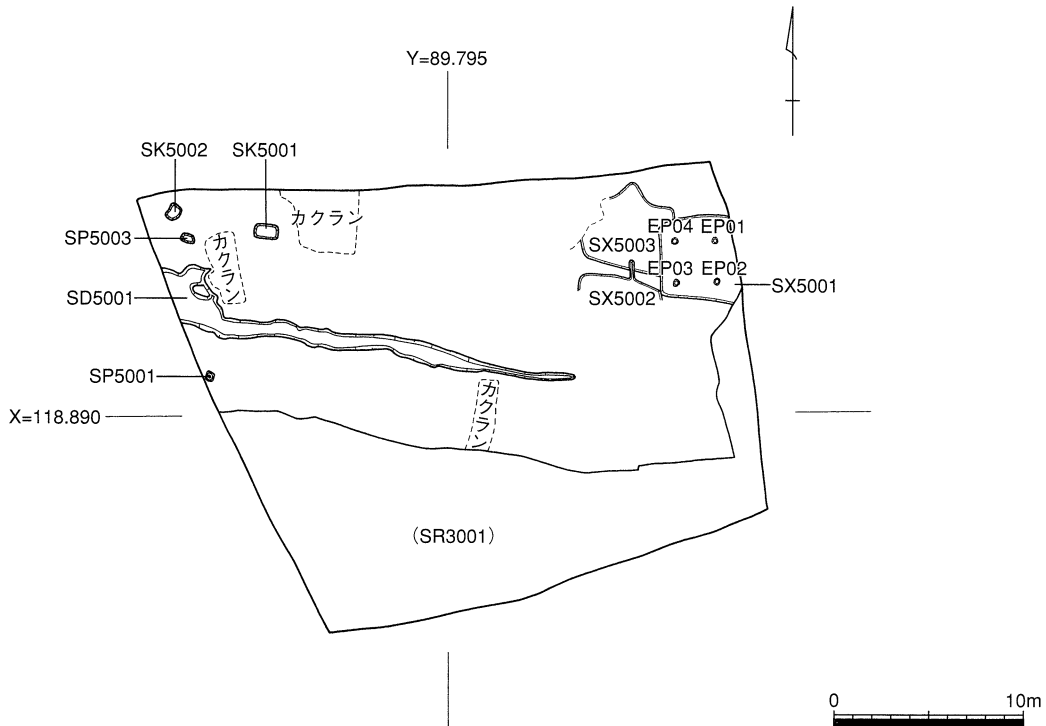 Y=89.795
SK5002
SK5001
カクラン
SP5003
カクラン
EP04
EP01
SX5003
EP03
EP02
SD5001
SX5002
SX5001
SP5001
カクラン
X=118.890
(SR3001)
0
10m